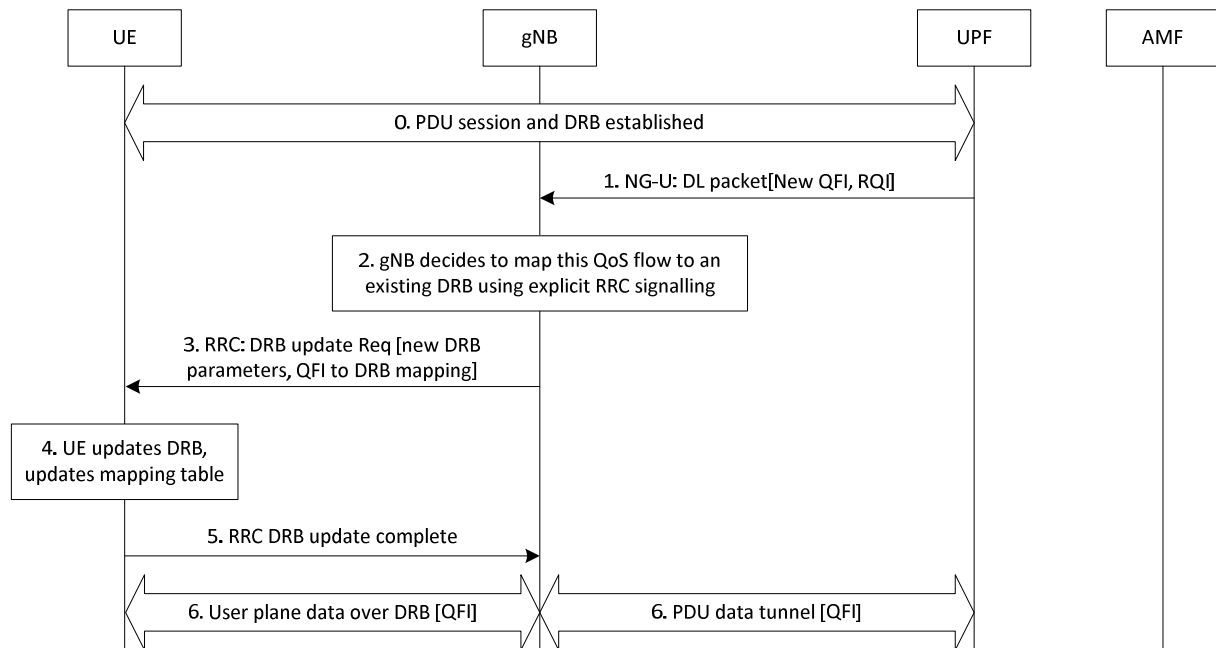 UE
gNB
UPF
AMF
0. PDU session and DRB established
1. NG-U: DL packet[New QFI, RQI]
2. gNB decides to map this QoS flow to an
existing DRB using explicit RRC signalling
3. RRC: DRB update Req [new DRB
parameters, QFI to DRB mapping]
4. UE updates DRB,
updates mapping table
5. RRC DRB update complete
6. User plane data over DRB [QFI]
6. PDU data tunnel [QFI]